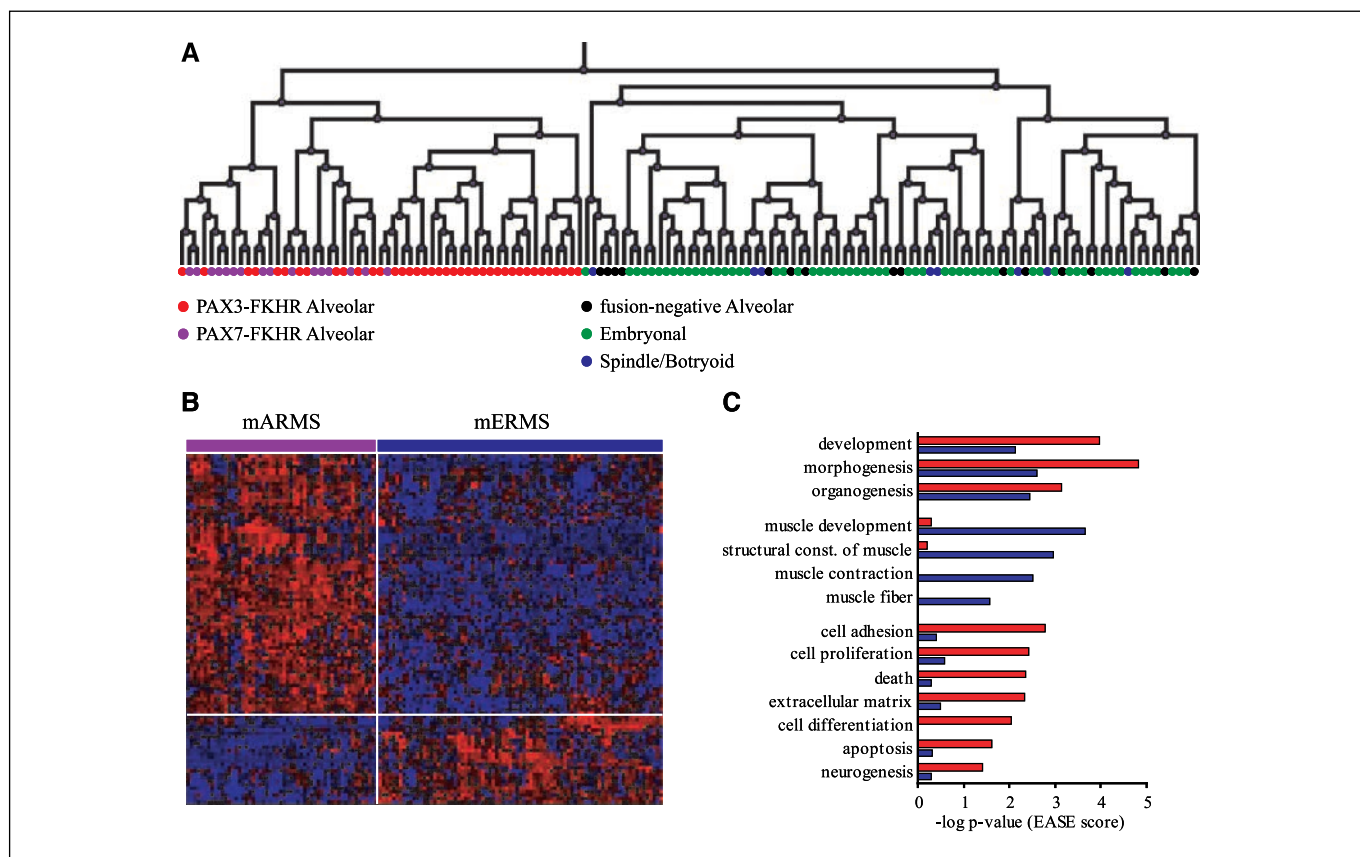 A
PAX3-FKHR Alveolar
PAX7-FKHR Alveolar
fusion-negative Alveolar
Embryonal
Spindle/Botryoid
B
mARMS
mERMS
C
development
morphogenesis
organogenesis
muscle development
structural const. of muscle
muscle contraction
muscle fiber
cell adhesion
cell proliferation
death
extracellular matrix
cell differentiation
apoptosis
neurogenesis
0 1 2 3 4 5
-log p-value (EASE score)